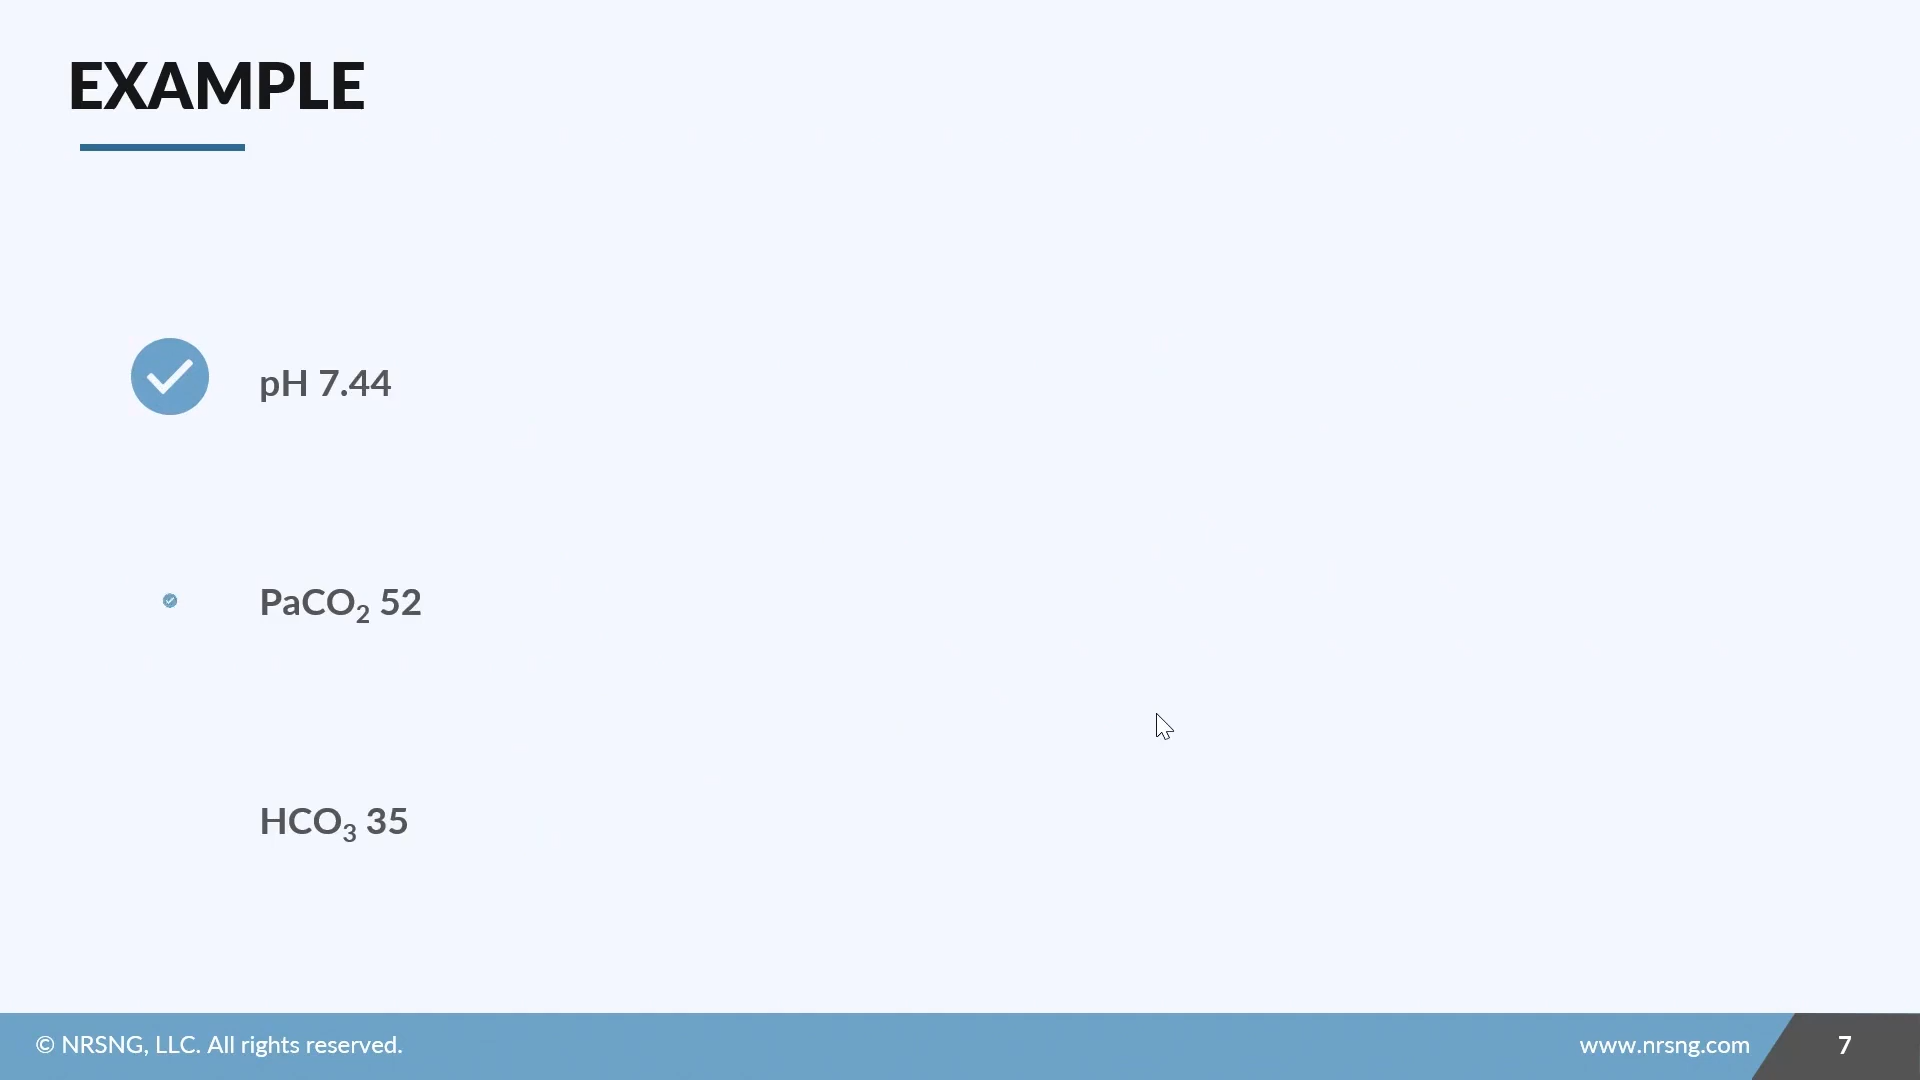 EXAMPLE
pH 7.44
PaCO₂ 52
HCO₃ 35
© NRSNG, LLC. All rights reserved.
www.nrsng.com
7